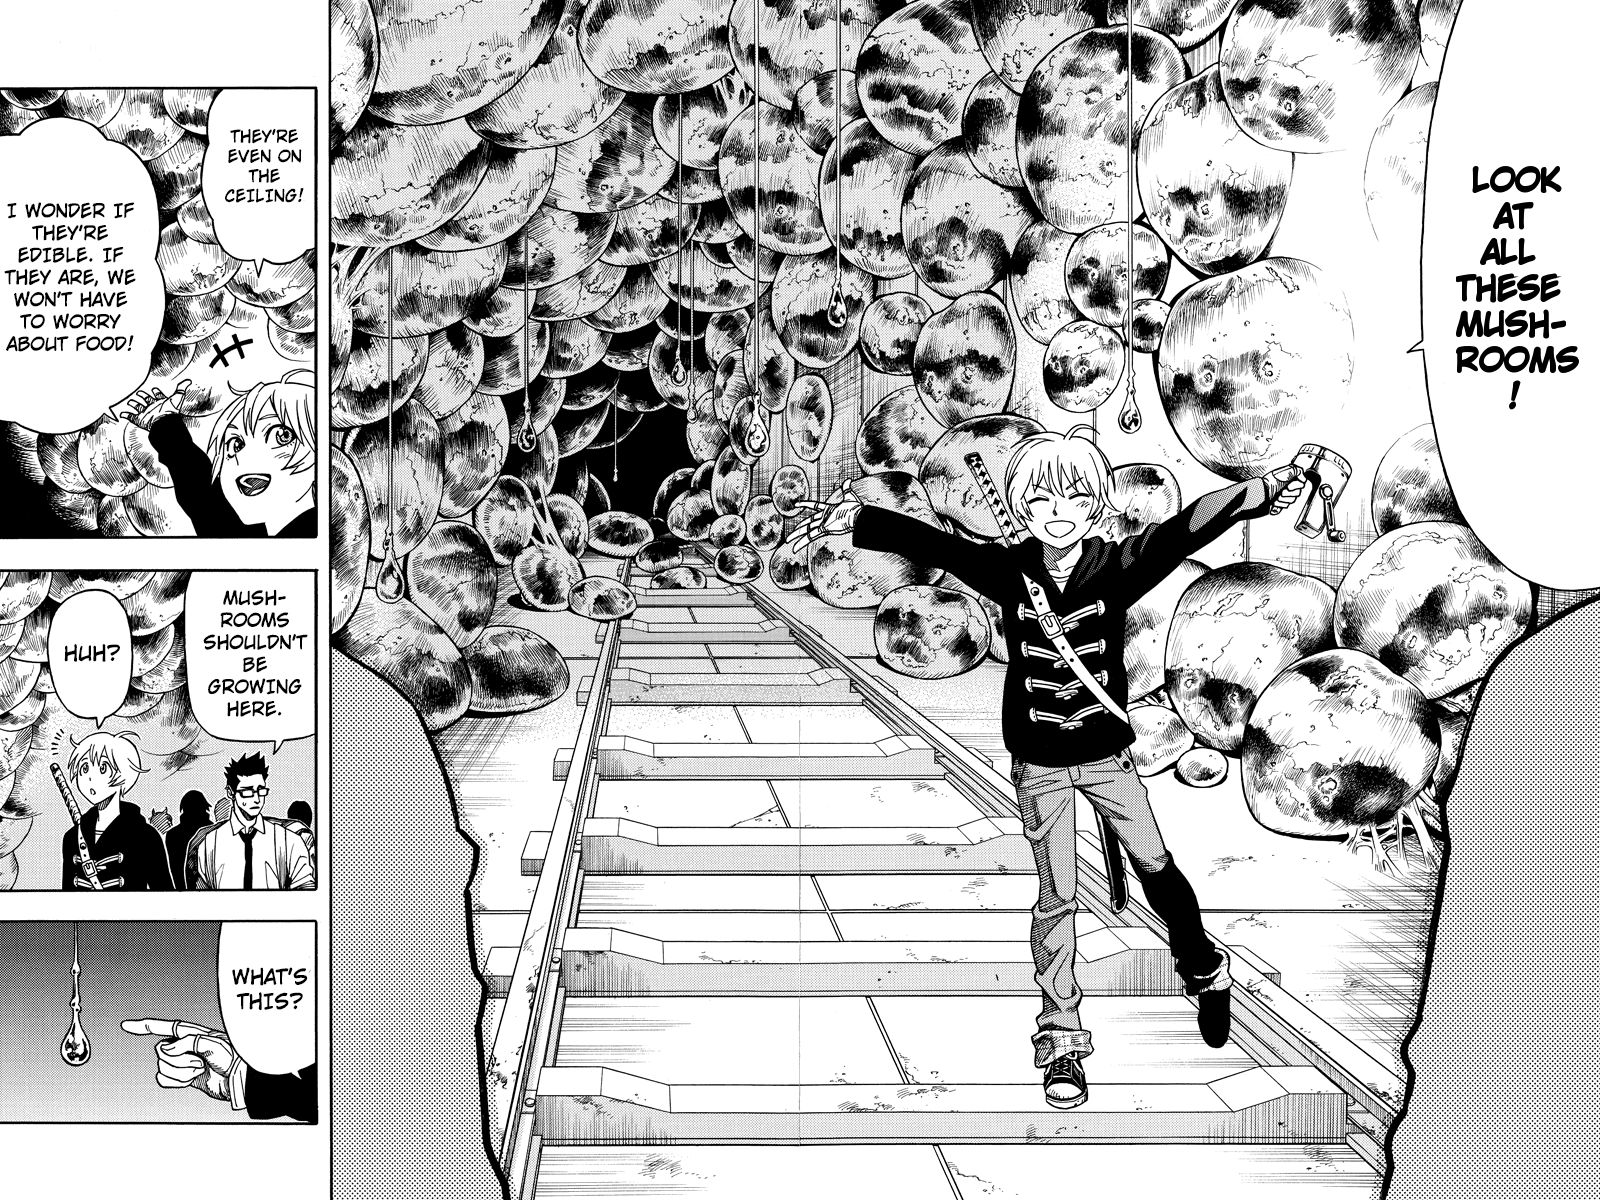 LOOK
AT
ALL
THESE
MUSH-
ROOMS
!
THEY'RE
EVEN ON
THE
CEILING!
I WONDER IF
THEY'RE
EDIBLE. IF
THEY ARE, WE
WON'T HAVE
TO WORRY
ABOUT FOOD!
MUSH-
ROOMS
SHOULDN'T
BE
GROWING
HERE.
HUH?
WHAT'S
THIS?